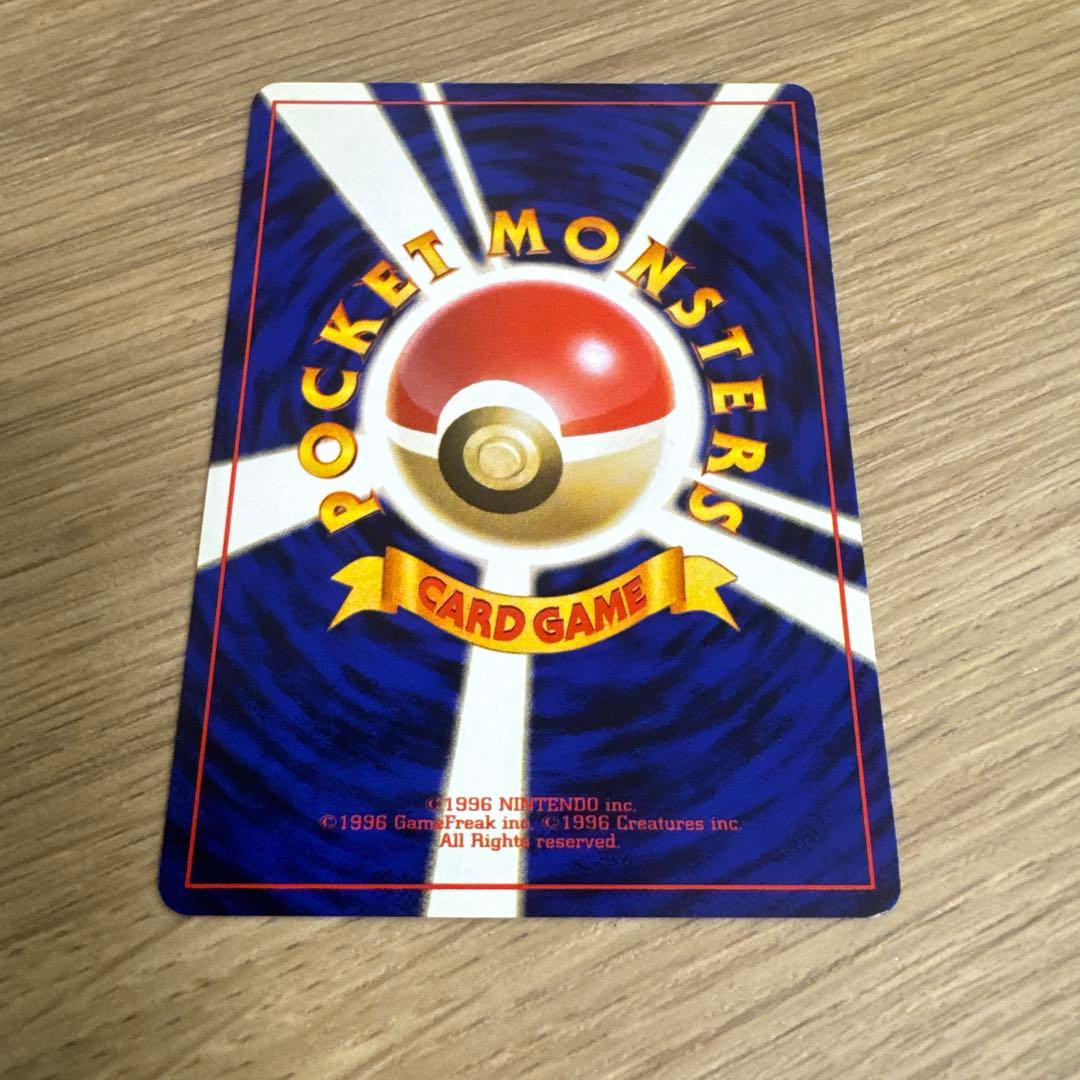 POCKET MONSTERS
CARD GAME
©1996 NINTENDO inc.
©1996 GameFreak inc. ©1996 Creatures inc.
All Rights reserved.